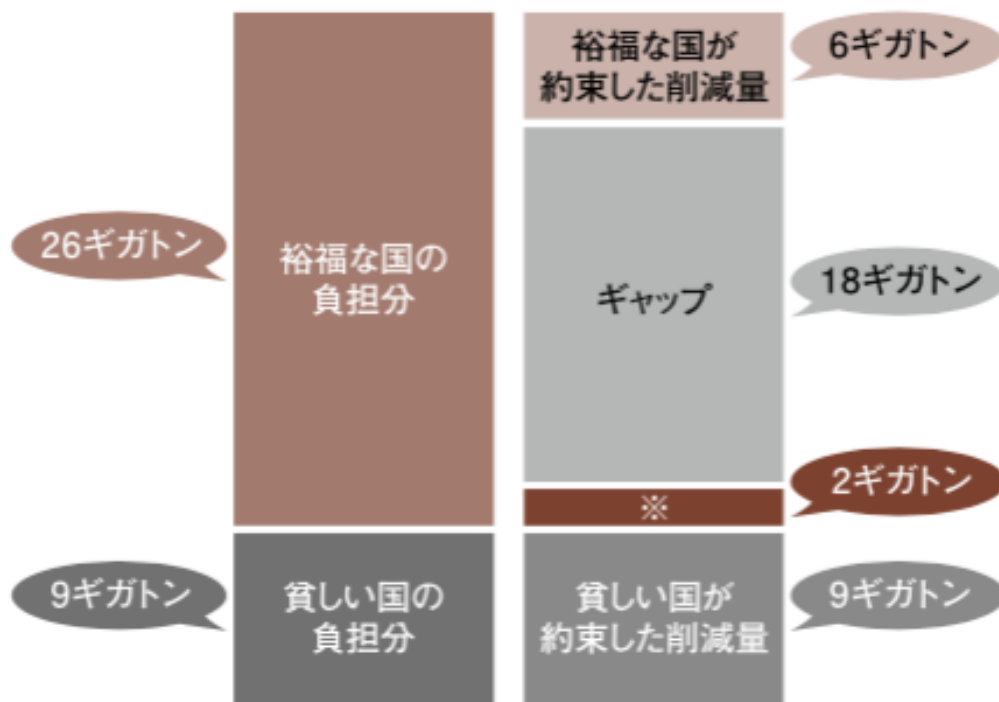 26ギガトン
裕福な国の
負担分
9ギガトン
貧しい国の
負担分
裕福な国が
約束した削減量
6ギガトン
ギャップ
18ギガトン
※
2ギガトン
貧しい国が
約束した削減量
9ギガトン